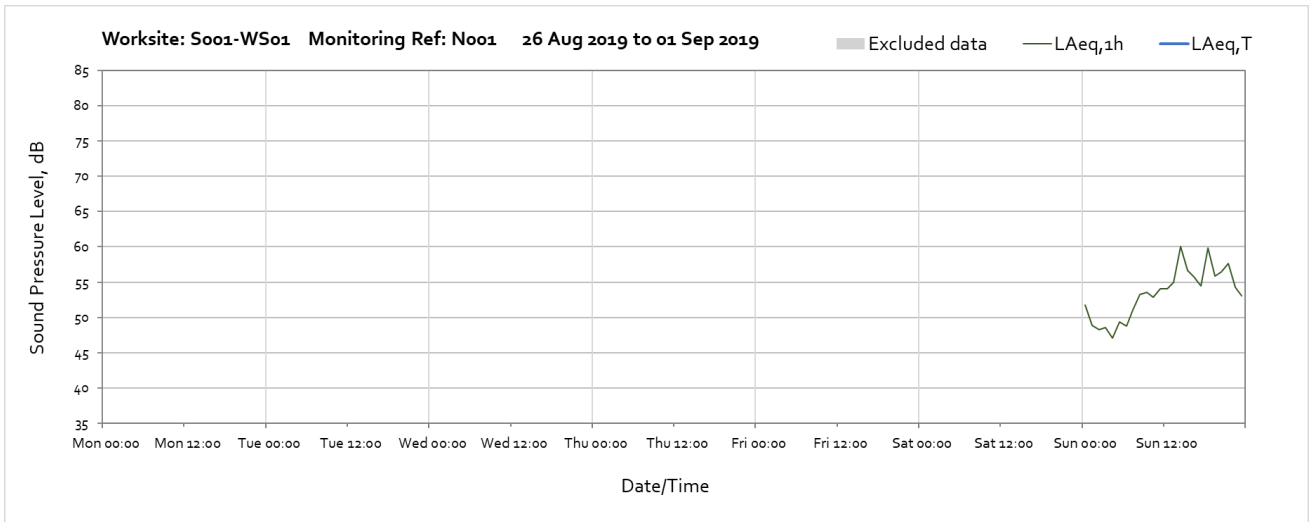 Worksite: S001-WS01 Monitoring Ref: N001 26 Aug 2019 to 01 Sep 2019
Excluded data LAeq,1h LAeq,T
85
80
75
70
65
60
55
50
45
40
35
Sound Pressure Level, dB
Mon 00:00 Mon 12:00 Tue 00:00 Tue 12:00 Wed 00:00 Wed 12:00 Thu 00:00 Thu 12:00 Fri 00:00 Fri 12:00 Sat 00:00 Sat 12:00 Sun 00:00 Sun 12:00
Date/Time